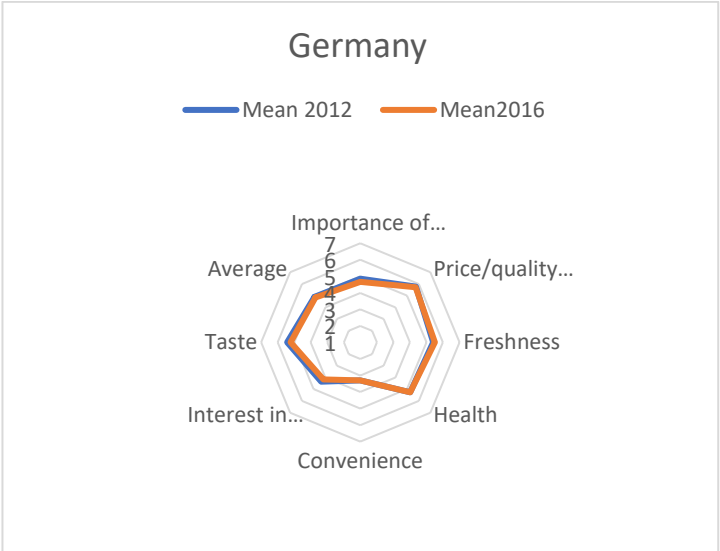 Germany
Mean 2012 Mean2016
Importance of…
7
6
5
4
3
2
1
Average
Price/quality…
Taste
Freshness
Interest in…
Health
Convenience